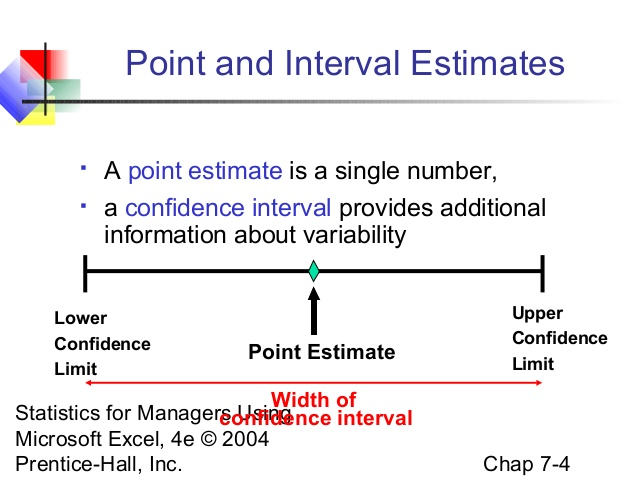 Point and Interval Estimates
A point estimate is a single number,
a confidence interval provides additional
information about variability
Lower
Confidence
Limit
Point Estimate
Upper
Confidence
Limit
Width of
confidence interval
Statistics for Managers Using
Microsoft Excel, 4e © 2004
Prentice-Hall, Inc.
Chap 7-4